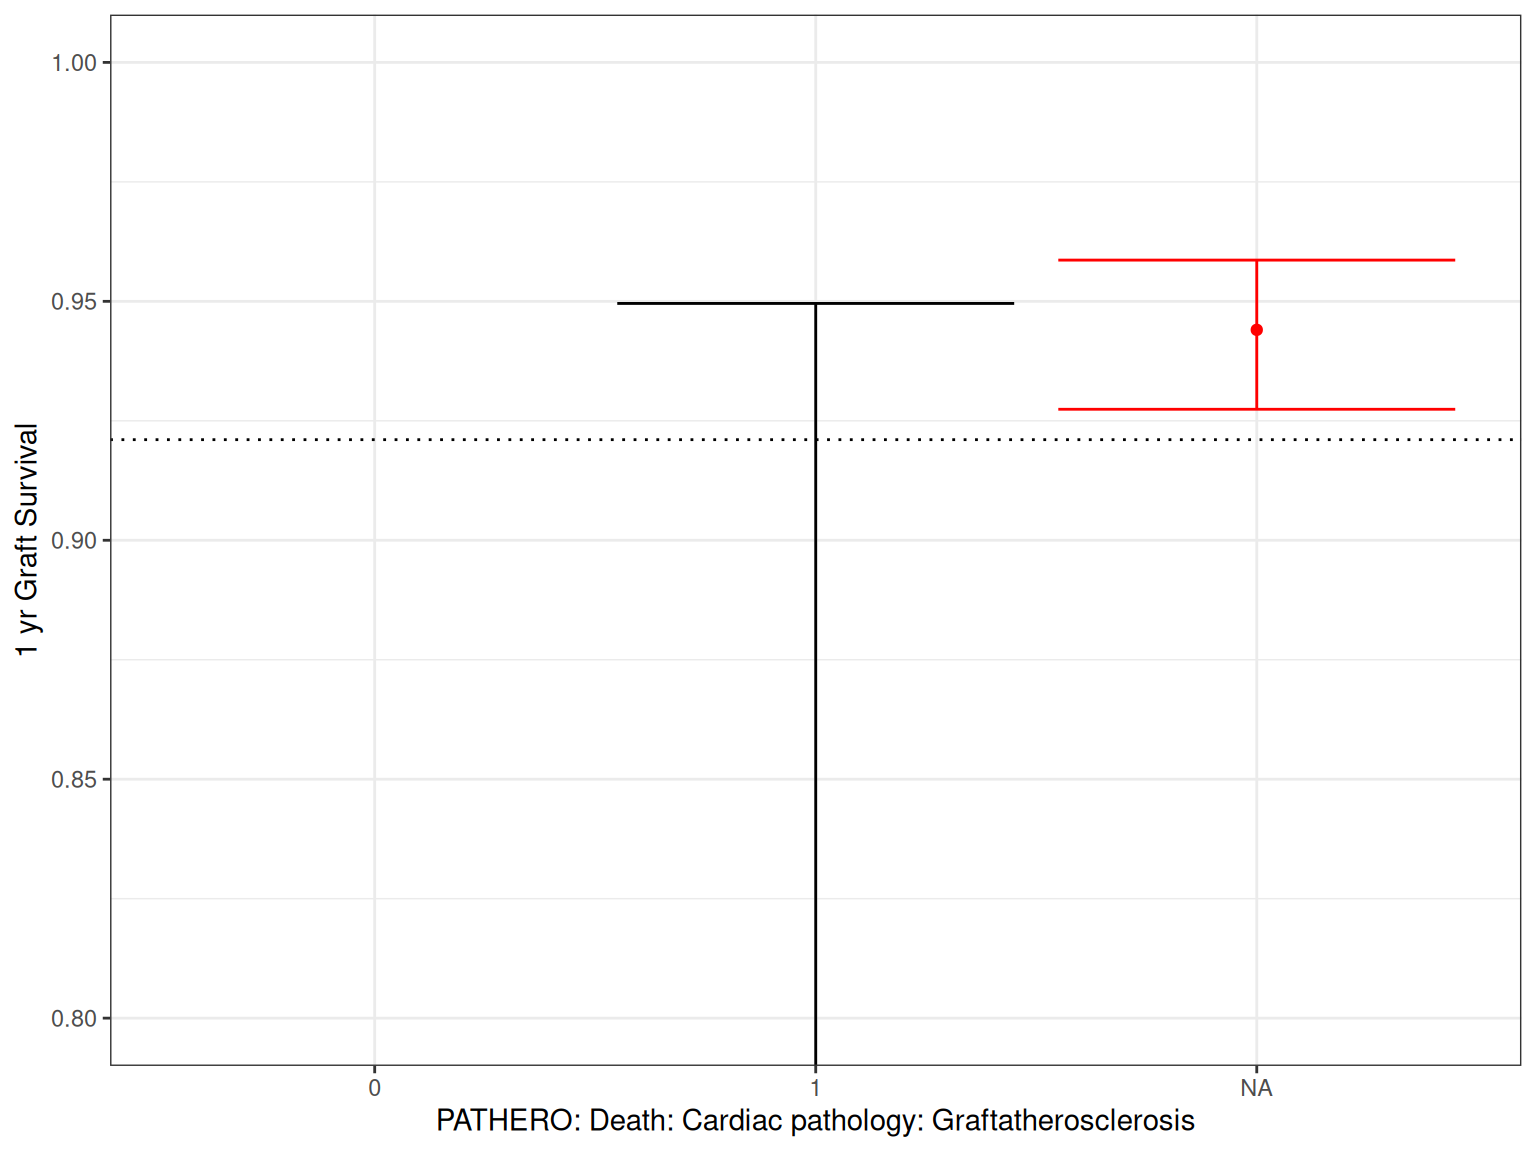 1.00
0.95
0.90
0.85
0.80
1 yr Graft Survival
0 1 NA
PATHERO: Death: Cardiac pathology: Graftatherosclerosis